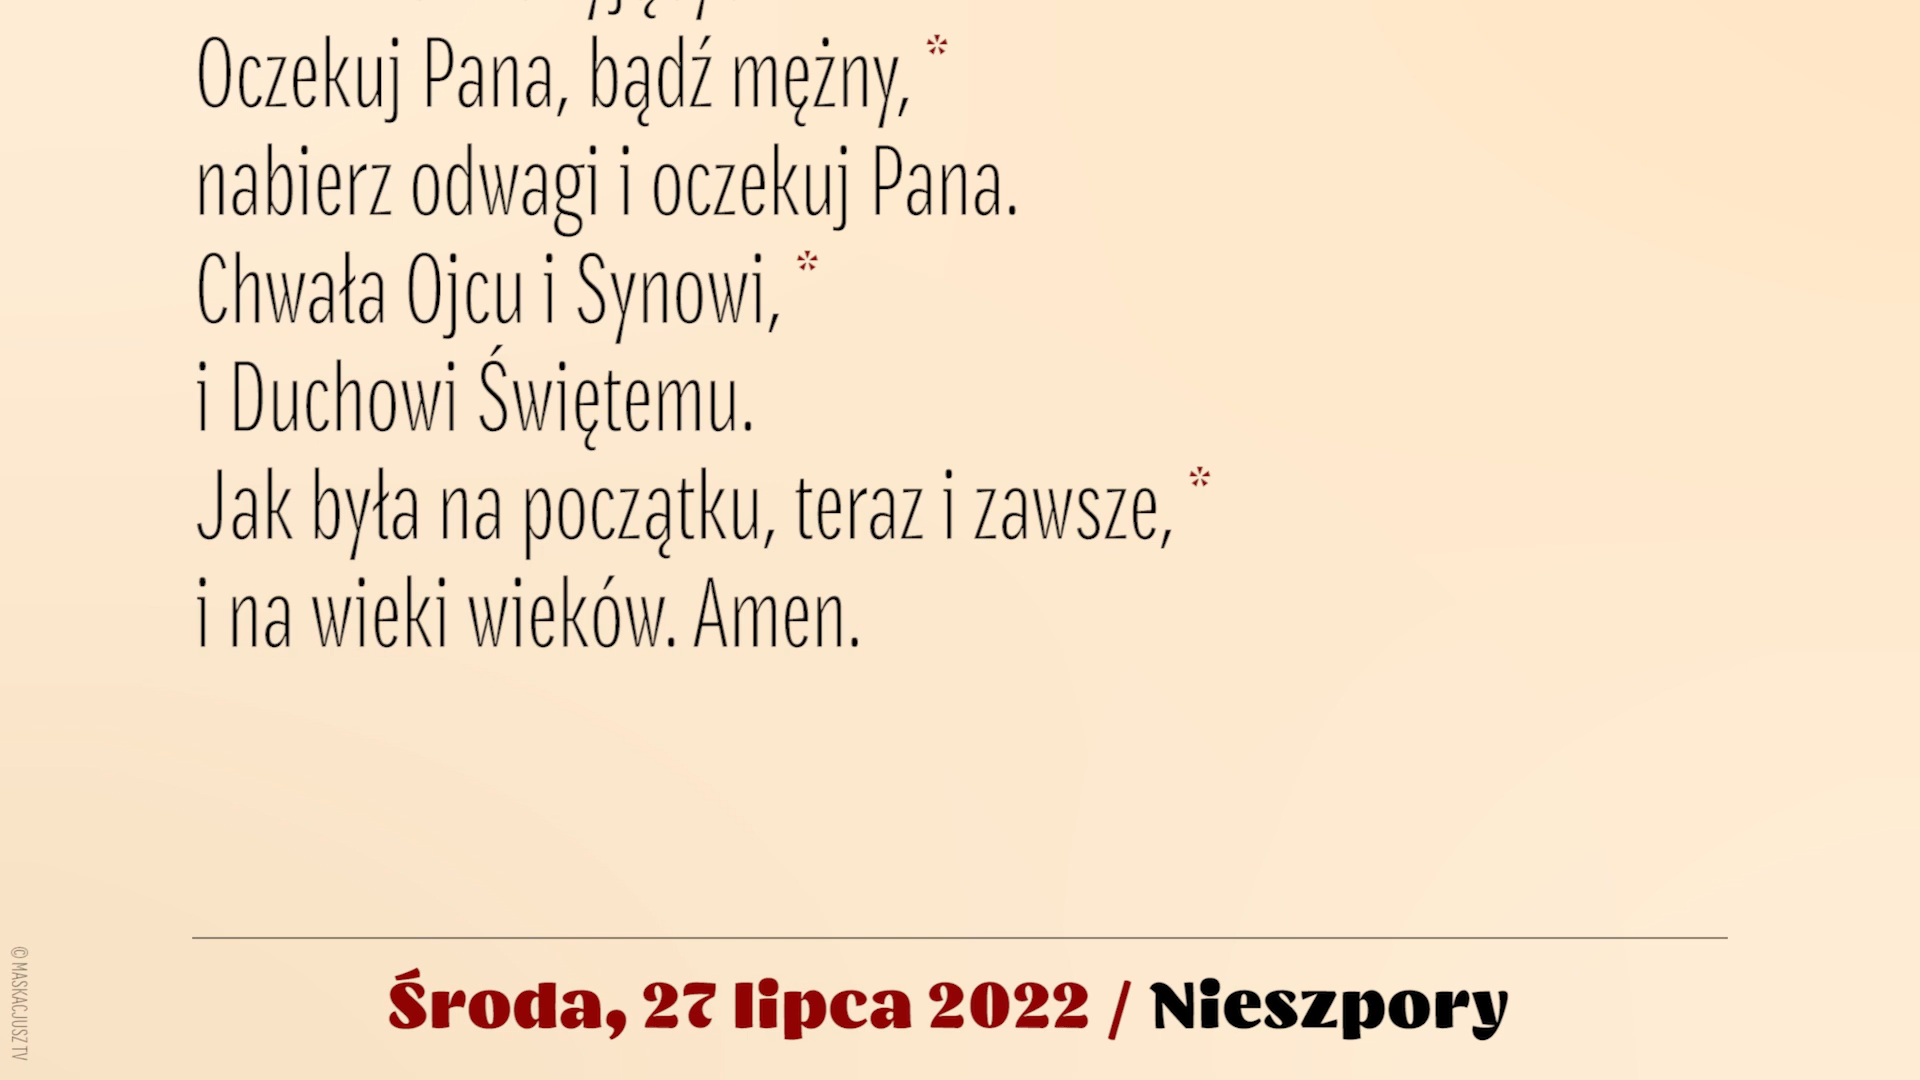 Oczekuj Pana, bądź mężny, *
nabierz odwagi i oczekuj Pana.
Chwała Ojcu i Synowi, *
i Duchowi Świętemu.
Jak była na początku, teraz i zawsze, *
i na wieki wieków. Amen.
Środa, 27 lipca 2022 / Nieszpory
© MASKACJUSZ TV